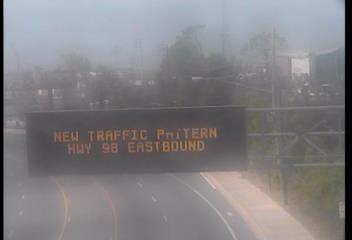 NEW TRAFFIC PATTERN
HWY 98 EASTBOUND